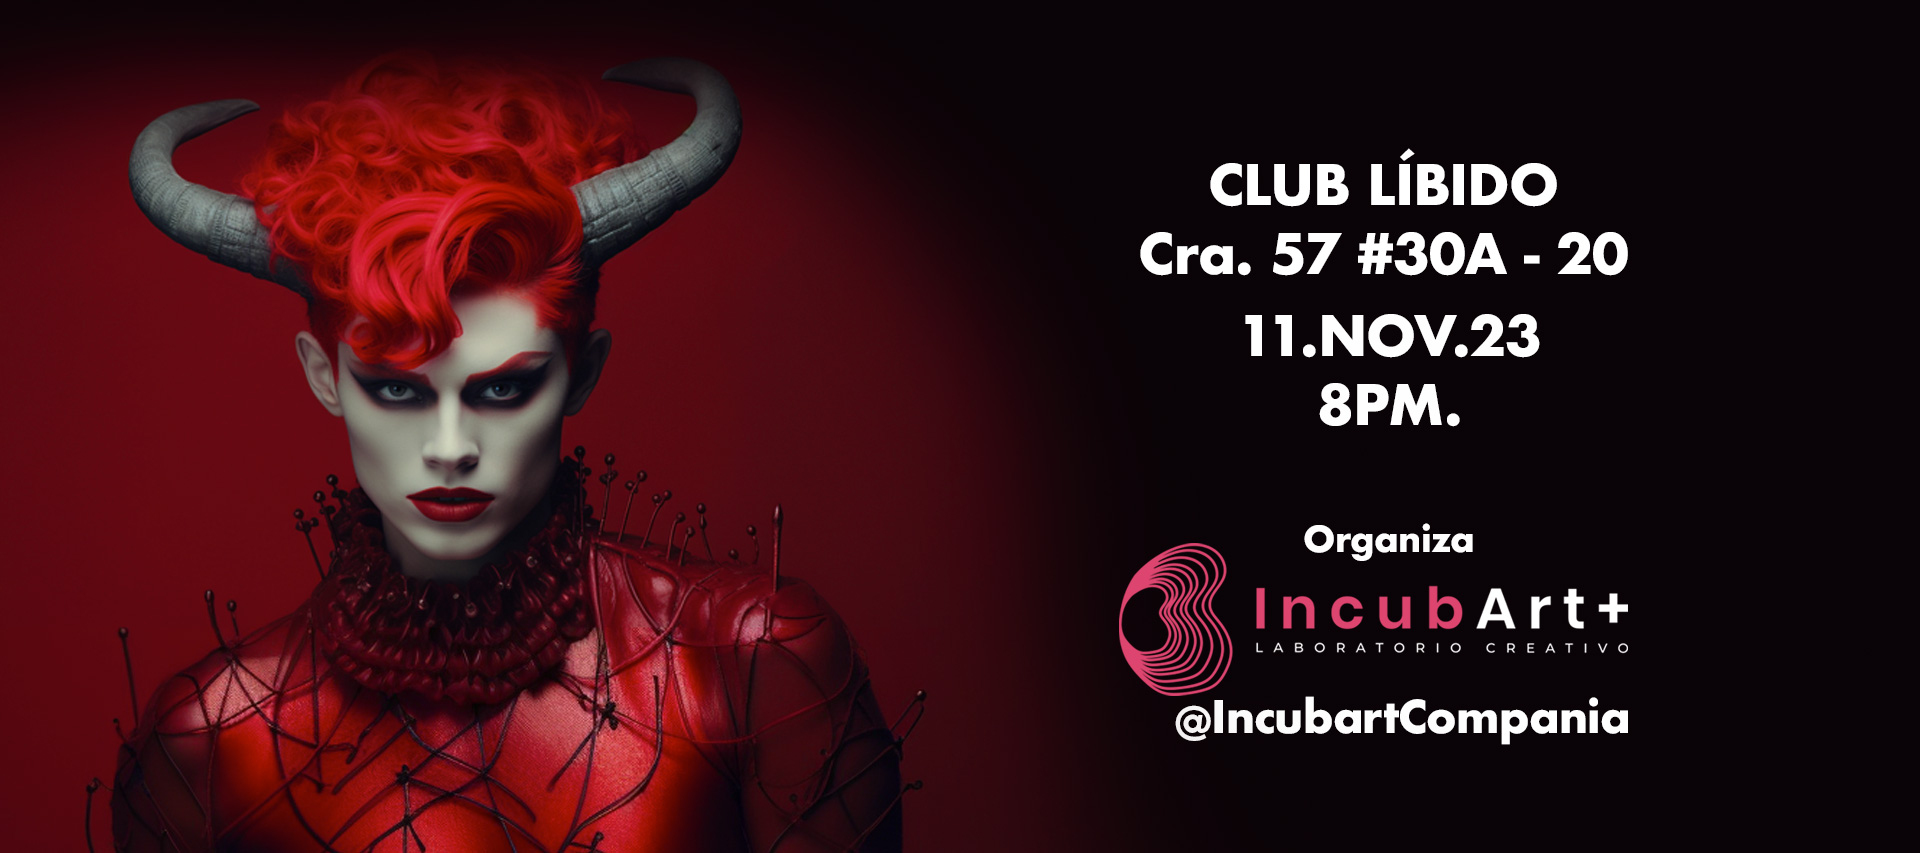 CLUB LÍBIDO
Cra. 57 #30A - 20
11.NOV.23
8PM.
Organiza
IncubArt+
LABORATORIO CREATIVO
@IncubartCompania